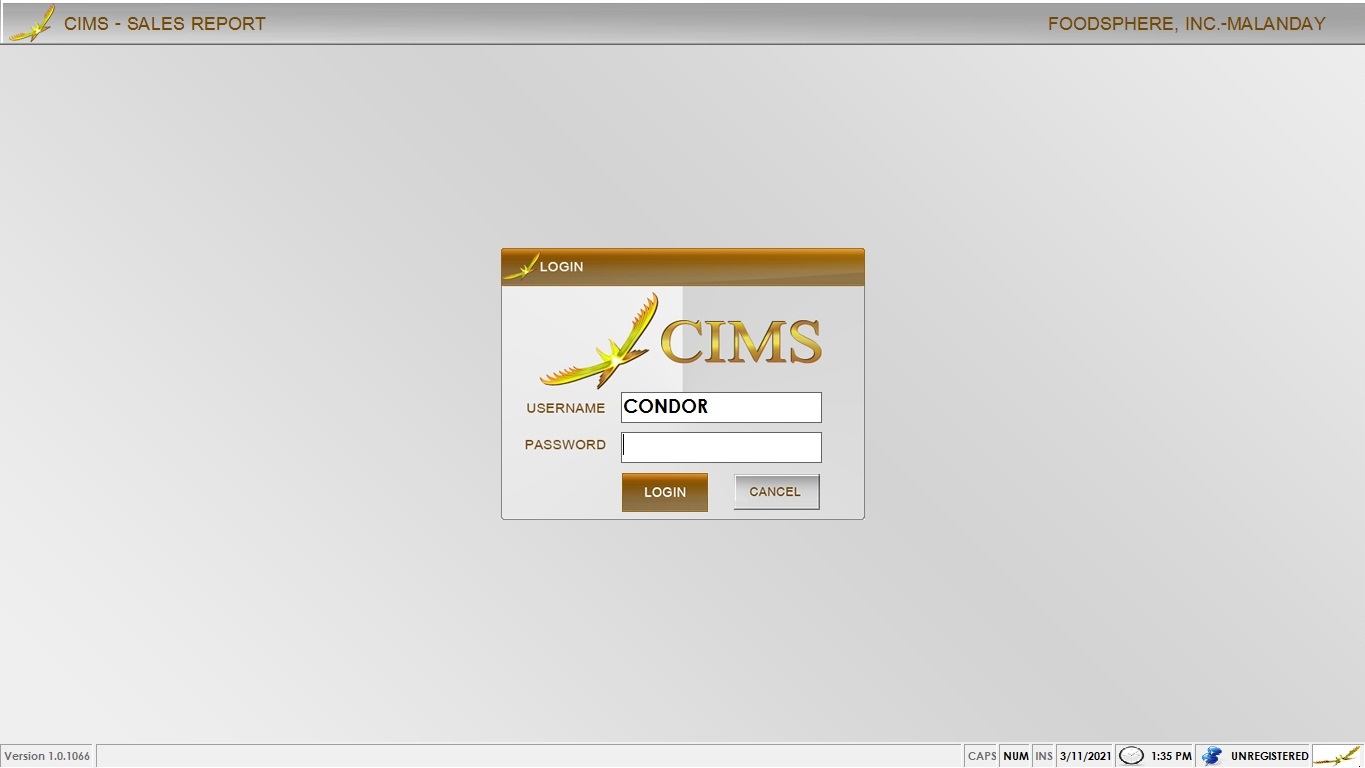 CIMS - SALES REPORT FOODSPHERE, INC.-MALANDAY
LOGIN
CIMS
USERNAME CONDOR
PASSWORD
LOGIN CANCEL
Version 1.0.1066 CAPS NUM INS 3/11/2021 1:35 PM UNREGISTERED